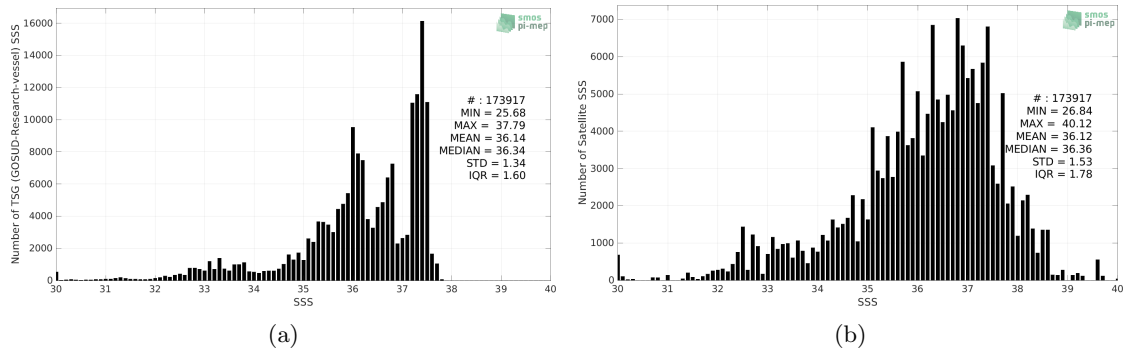 Number of TSG (GOSUD-Research-vessel) SSS
16000
14000
12000
10000
8000
6000
4000
2000
0
smos
pi-mep
# : 173917
MIN = 25.68
MAX = 37.79
MEAN = 36.14
MEDIAN = 36.34
STD = 1.34
IQR = 1.60
30 31 32 33 34 35 36 37 38 39 40
SSS
(a)
Number of Satellite SSS
7000
6000
5000
4000
3000
2000
1000
0
smos
pi-mep
# : 173917
MIN = 26.84
MAX = 40.12
MEAN = 36.12
MEDIAN = 36.36
STD = 1.53
IQR = 1.78
30 31 32 33 34 35 36 37 38 39 40
SSS
(b)